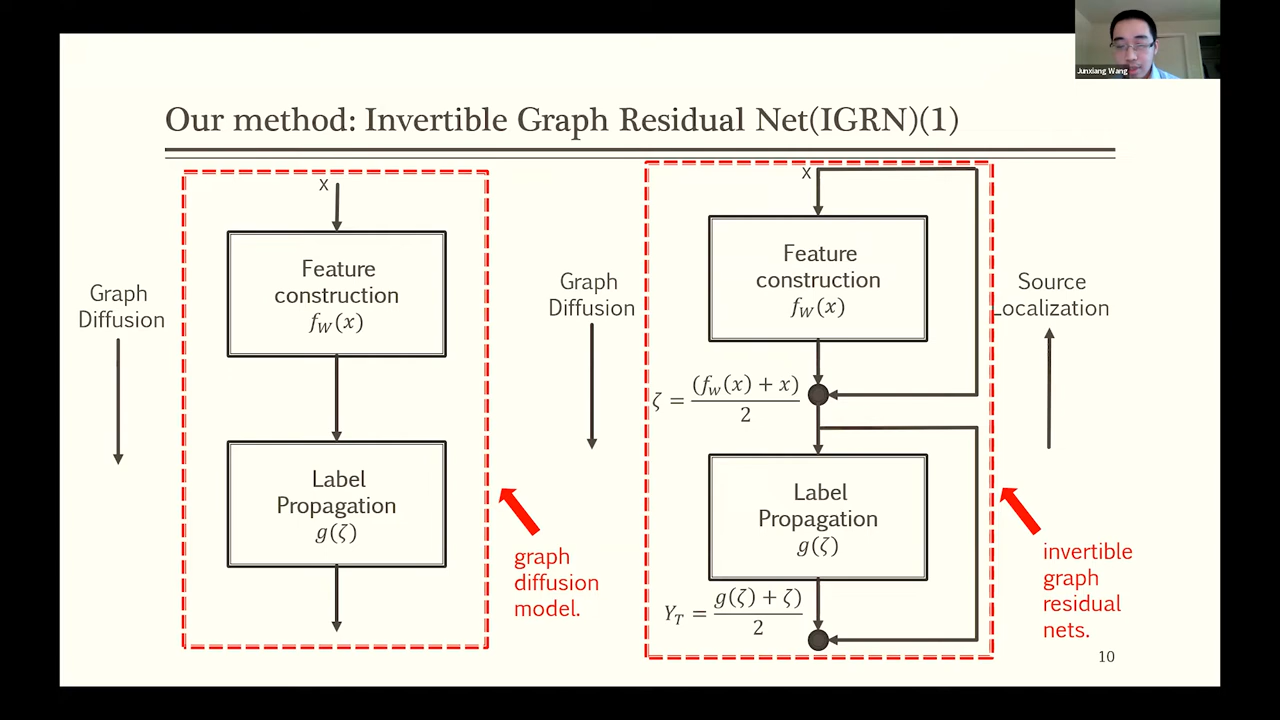 Junxiang Wang
Our method: Invertible Graph Residual Net(IGRN)(1)
Graph
Diffusion
x
Feature
construction
f_W(x)
Label
Propagation
g(ζ)
graph
diffusion
model.
Graph
Diffusion
x
Feature
construction
f_W(x)
ζ = (f_W(x) + x) / 2
Label
Propagation
g(ζ)
Y_T = g(ζ) + ζ) / 2
Source
Localization
invertible
graph
residual
nets.
10